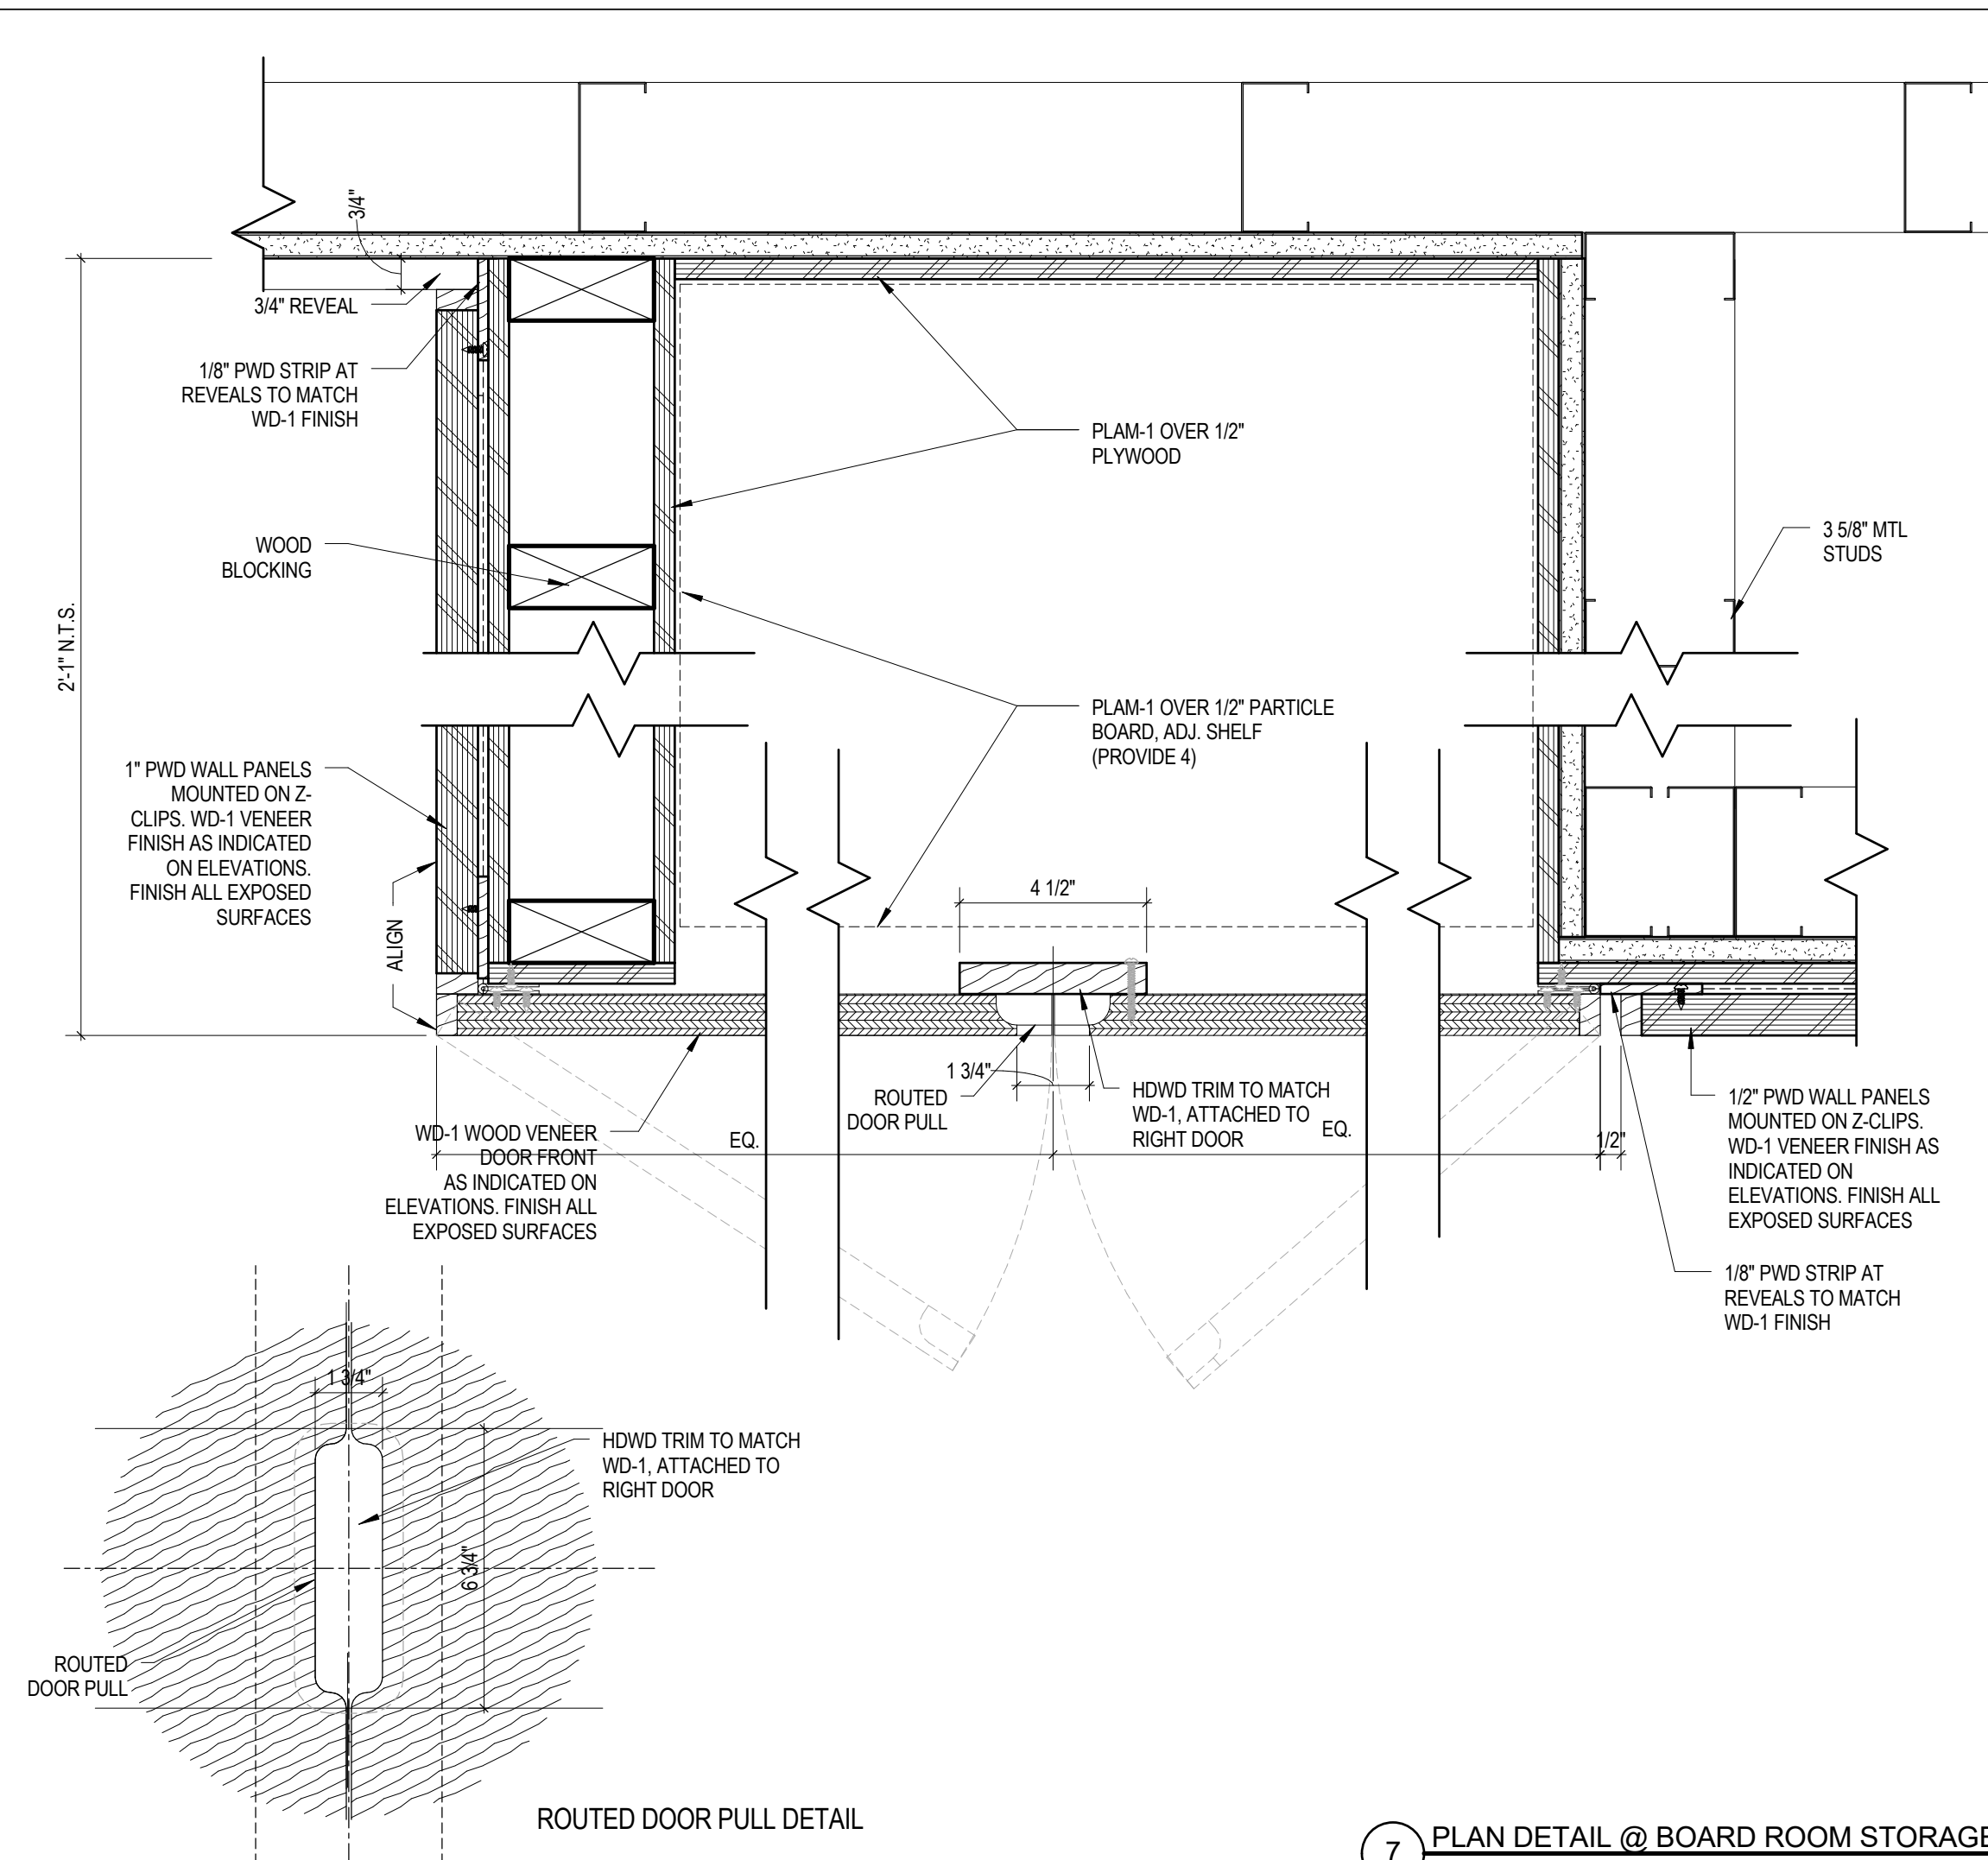 3/4"
3/4" REVEAL
1/8" PWD STRIP AT
REVEALS TO MATCH
WD-1 FINISH
PLAM-1 OVER 1/2"
PLYWOOD
WOOD
BLOCKING
3 5/8" MTL
STUDS
2'-1" N.T.S.
PLAM-1 OVER 1/2" PARTICLE
BOARD, ADJ. SHELF
(PROVIDE 4)
1" PWD WALL PANELS
MOUNTED ON Z-
CLIPS. WD-1 VENEER
FINISH AS INDICATED
ON ELEVATIONS.
FINISH ALL EXPOSED
SURFACES
ALIGN
4 1/2"
1 3/4"
ROUTED
DOOR PULL
HDWD TRIM TO MATCH
WD-1, ATTACHED TO
RIGHT DOOR
EQ.
EQ.
1/2"
WD-1 WOOD VENEER
DOOR FRONT
AS INDICATED ON
ELEVATIONS. FINISH ALL
EXPOSED SURFACES
1/2" PWD WALL PANELS
MOUNTED ON Z-CLIPS.
WD-1 VENEER FINISH AS
INDICATED ON
ELEVATIONS. FINISH ALL
EXPOSED SURFACES
1/8" PWD STRIP AT
REVEALS TO MATCH
WD-1 FINISH
1 3/4"
HDWD TRIM TO MATCH
WD-1, ATTACHED TO
RIGHT DOOR
6 3/4"
ROUTED
DOOR PULL
ROUTED DOOR PULL DETAIL
7
PLAN DETAIL @ BOARD ROOM STORAGE